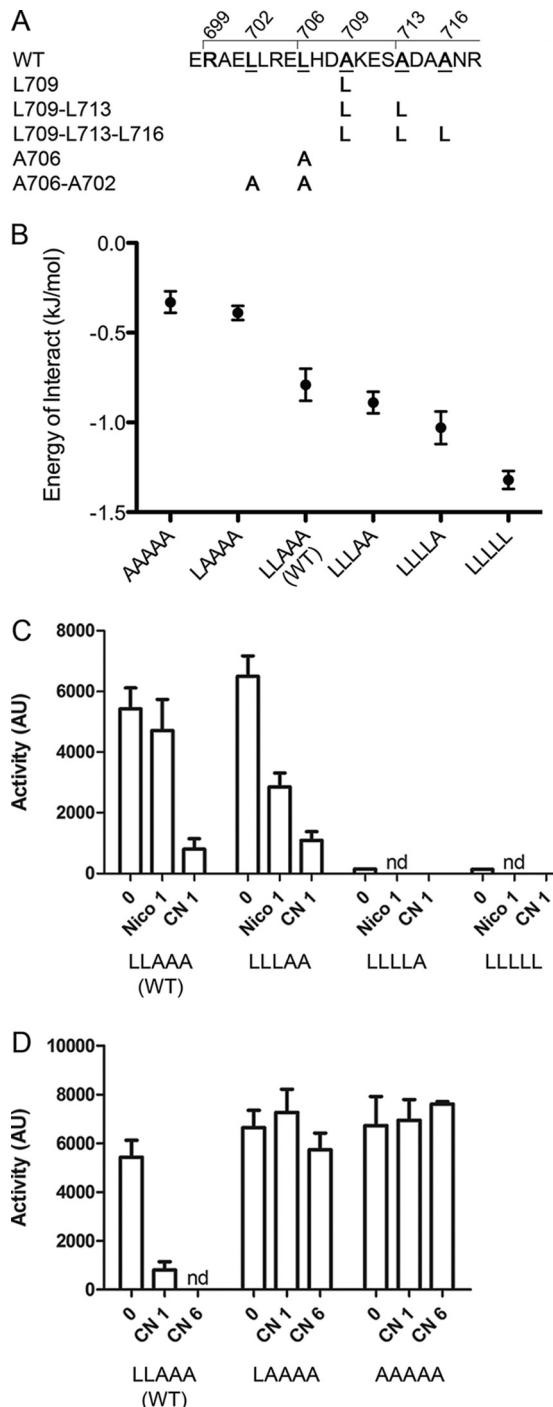 A
699 702 706 709 713 716
WT ERAELLRELHDAKESADAANR
L709 L
L709-L713 L L
L709-L713-L716 L L L
A706 A
A706-A702 A A
B
Energy of Interact (kJ/mol)
0.0
-0.5
-1.0
-1.5
AAAAA LAAAA LLAAA (WT) LLLAA LLLLA LLLLL
C
Activity (AU)
8000
6000
4000
2000
0
nd nd
0 Nico 1 CN 1 0 Nico 1 CN 1 0 Nico 1 CN 1 0 Nico 1 CN 1
LLAAA LLLAA LLLLA LLLLL
(WT)
D
Activity (AU)
10000
8000
6000
4000
2000
0
nd
0 CN 1 CN 6 0 CN 1 CN 6 0 CN 1 CN 6
LLAAA LAAAA AAAAA
(WT)